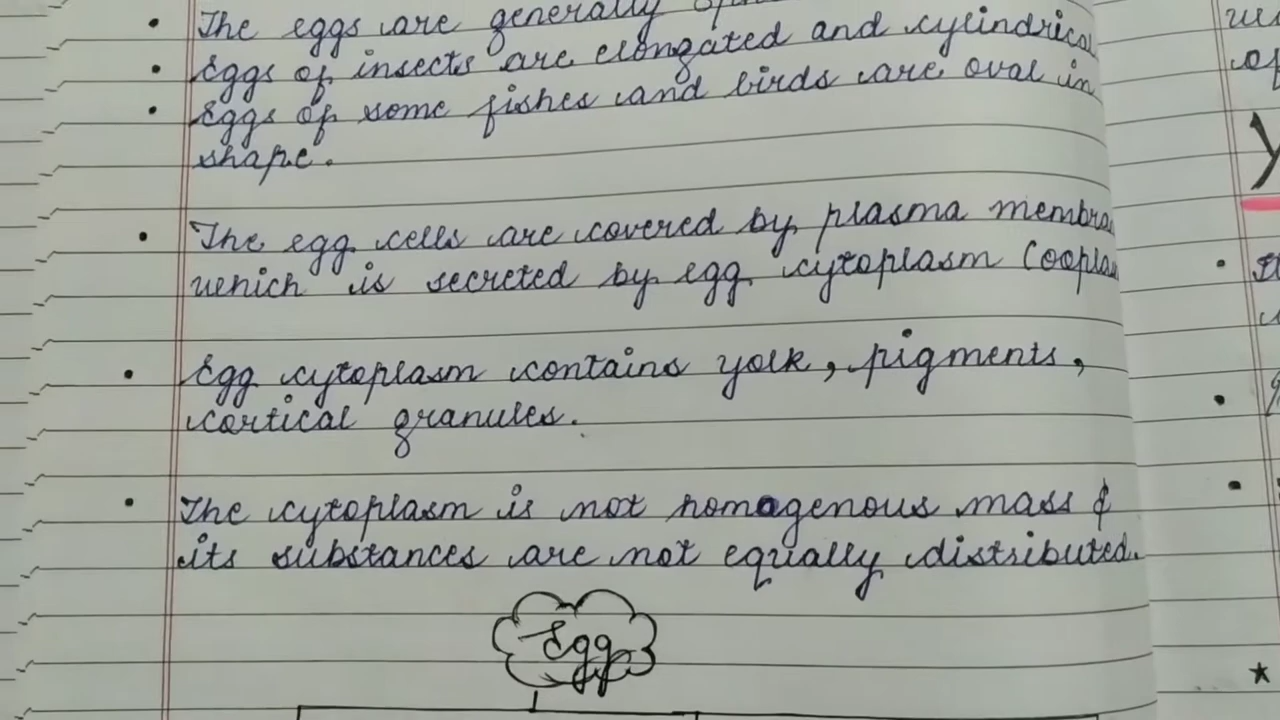 • The eggs are generally
• Eggs of insects are elongated and cylindrical
• Eggs of some fishes and birds are oval in
shape.
• The egg cells are covered by plasma membra
which is secreted by egg cytoplasm (oopla
• Egg cytoplasm contains yolk, pigments,
cortical granules.
• The cytoplasm is not homogenous mass &
its substances are not equally distributed.
Egg